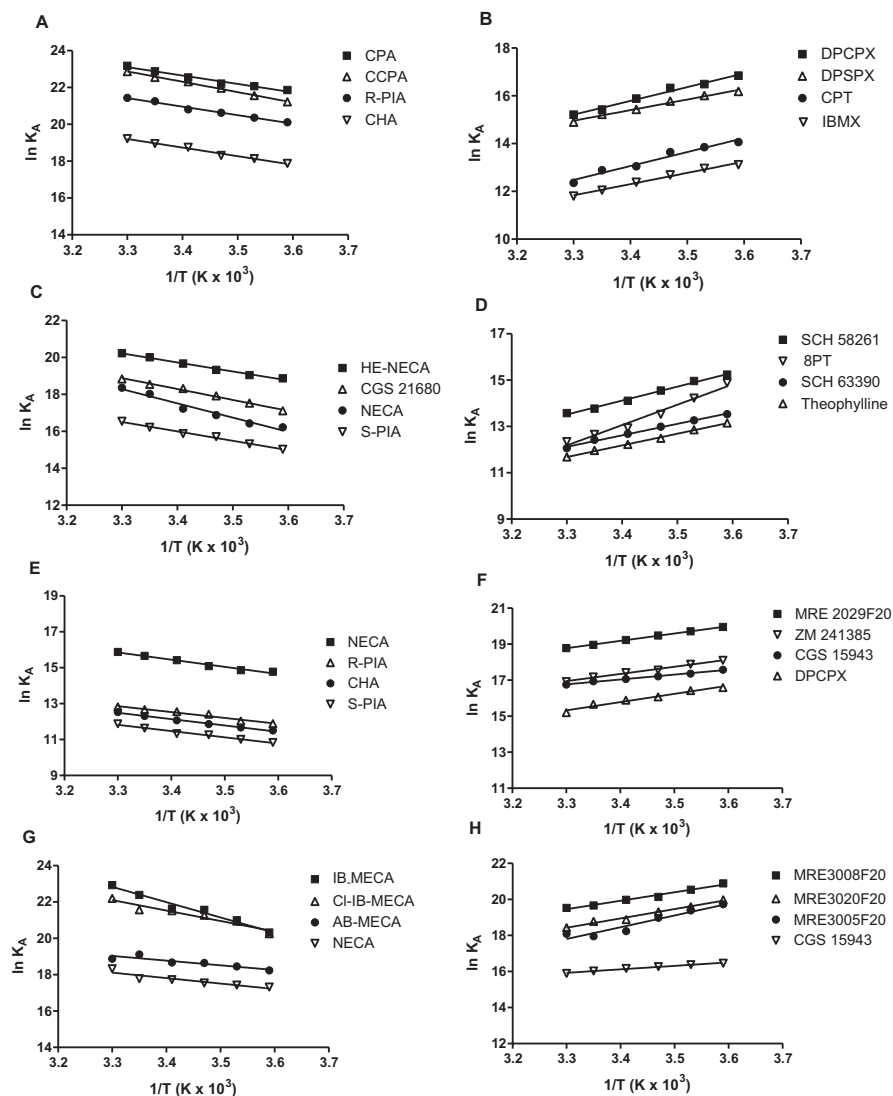 A
24
22
20
18
16
14
ln K_A
3.2
3.3
3.4
3.5
3.6
3.7
1/T (K x 10^3)
CPA
CCPA
R-PIA
CHA
B
18
16
14
12
10
ln K_A
3.2
3.3
3.4
3.5
3.6
3.7
1/T (K x 10^3)
DPCPX
DPSPX
CPT
IBMX
C
22
20
18
16
14
12
ln K_A
3.2
3.3
3.4
3.5
3.6
3.7
1/T (K x 10^3)
HE-NECA
CGS 21680
NECA
S-PIA
D
17
15
13
11
9
ln K_A
3.2
3.3
3.4
3.5
3.6
3.7
1/T (K x 10^3)
SCH 58261
8PT
SCH 63390
Theophylline
E
19
17
15
13
11
9
ln K_A
3.2
3.3
3.4
3.5
3.6
3.7
1/T (K x 10^3)
NECA
R-PIA
CHA
S-PIA
F
21
19
17
15
13
11
ln K_A
3.2
3.3
3.4
3.5
3.6
3.7
1/T (K x 10^3)
MRE 2029F20
ZM 241385
CGS 15943
DPCPX
G
24
22
20
18
16
14
ln K_A
3.2
3.3
3.4
3.5
3.6
3.7
1/T (K x 10^3)
IB-MECA
Cl-IB-MECA
AB-MECA
NECA
H
22
20
18
16
14
12
ln K_A
3.2
3.3
3.4
3.5
3.6
3.7
1/T (K x 10^3)
MRE3008F20
MRE3020F20
MRE3005F20
CGS 15943